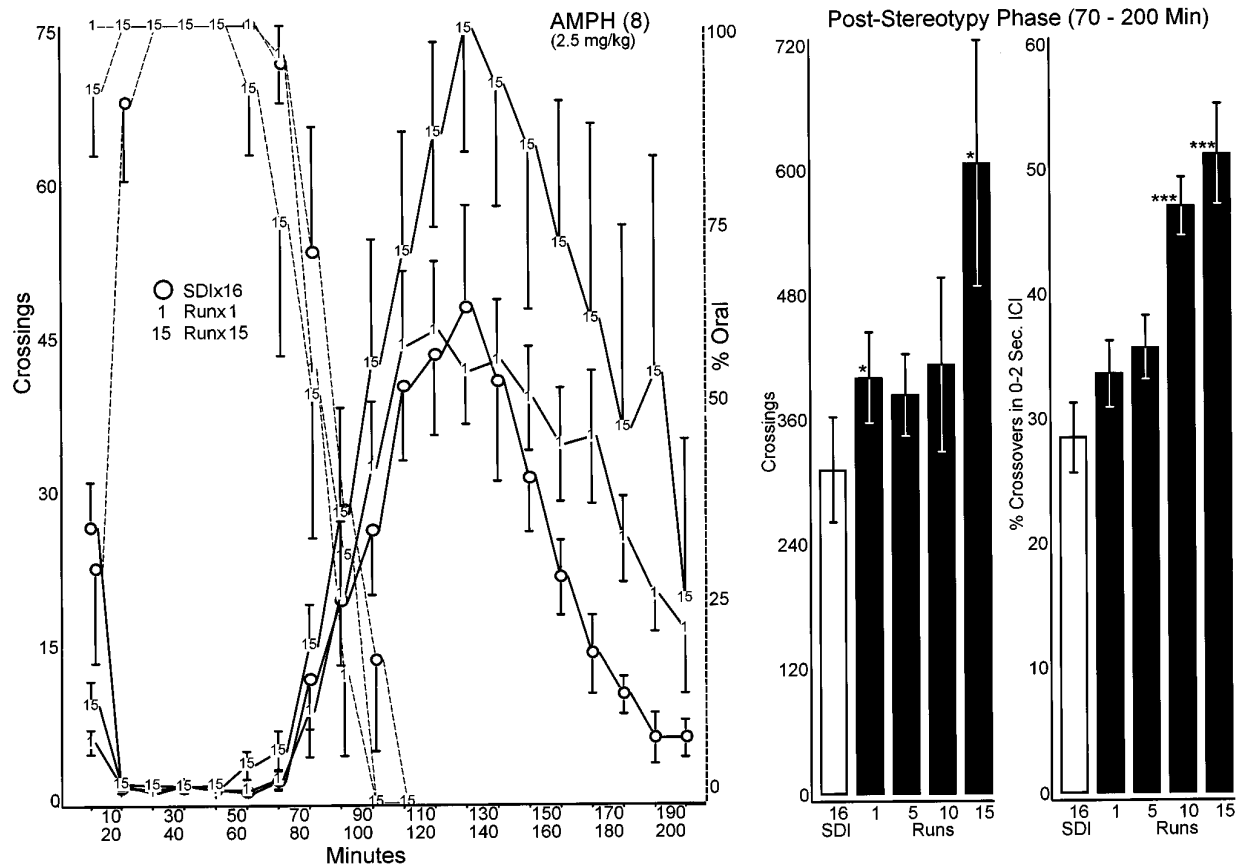 AMPH (8)
(2.5 mg/kg)
Post-Stereotypy Phase (70 - 200 Min)
75
60
45
30
15
0
Crossings
SDIx16
1 Runx1
15 Runx15
100
75
50
25
0
% Oral
10 30 50 70 90 110 130 150 170 190
20 40 60 80 100 120 140 160 180 200
Minutes
720
600
480
360
240
120
0
Crossings
* *
16 1 5 10 15
SDI Runs
60
50
40
30
20
10
0
% Crossovers in 0-2 Sec. ICI
*** ***
16 1 5 10 15
SDI Runs